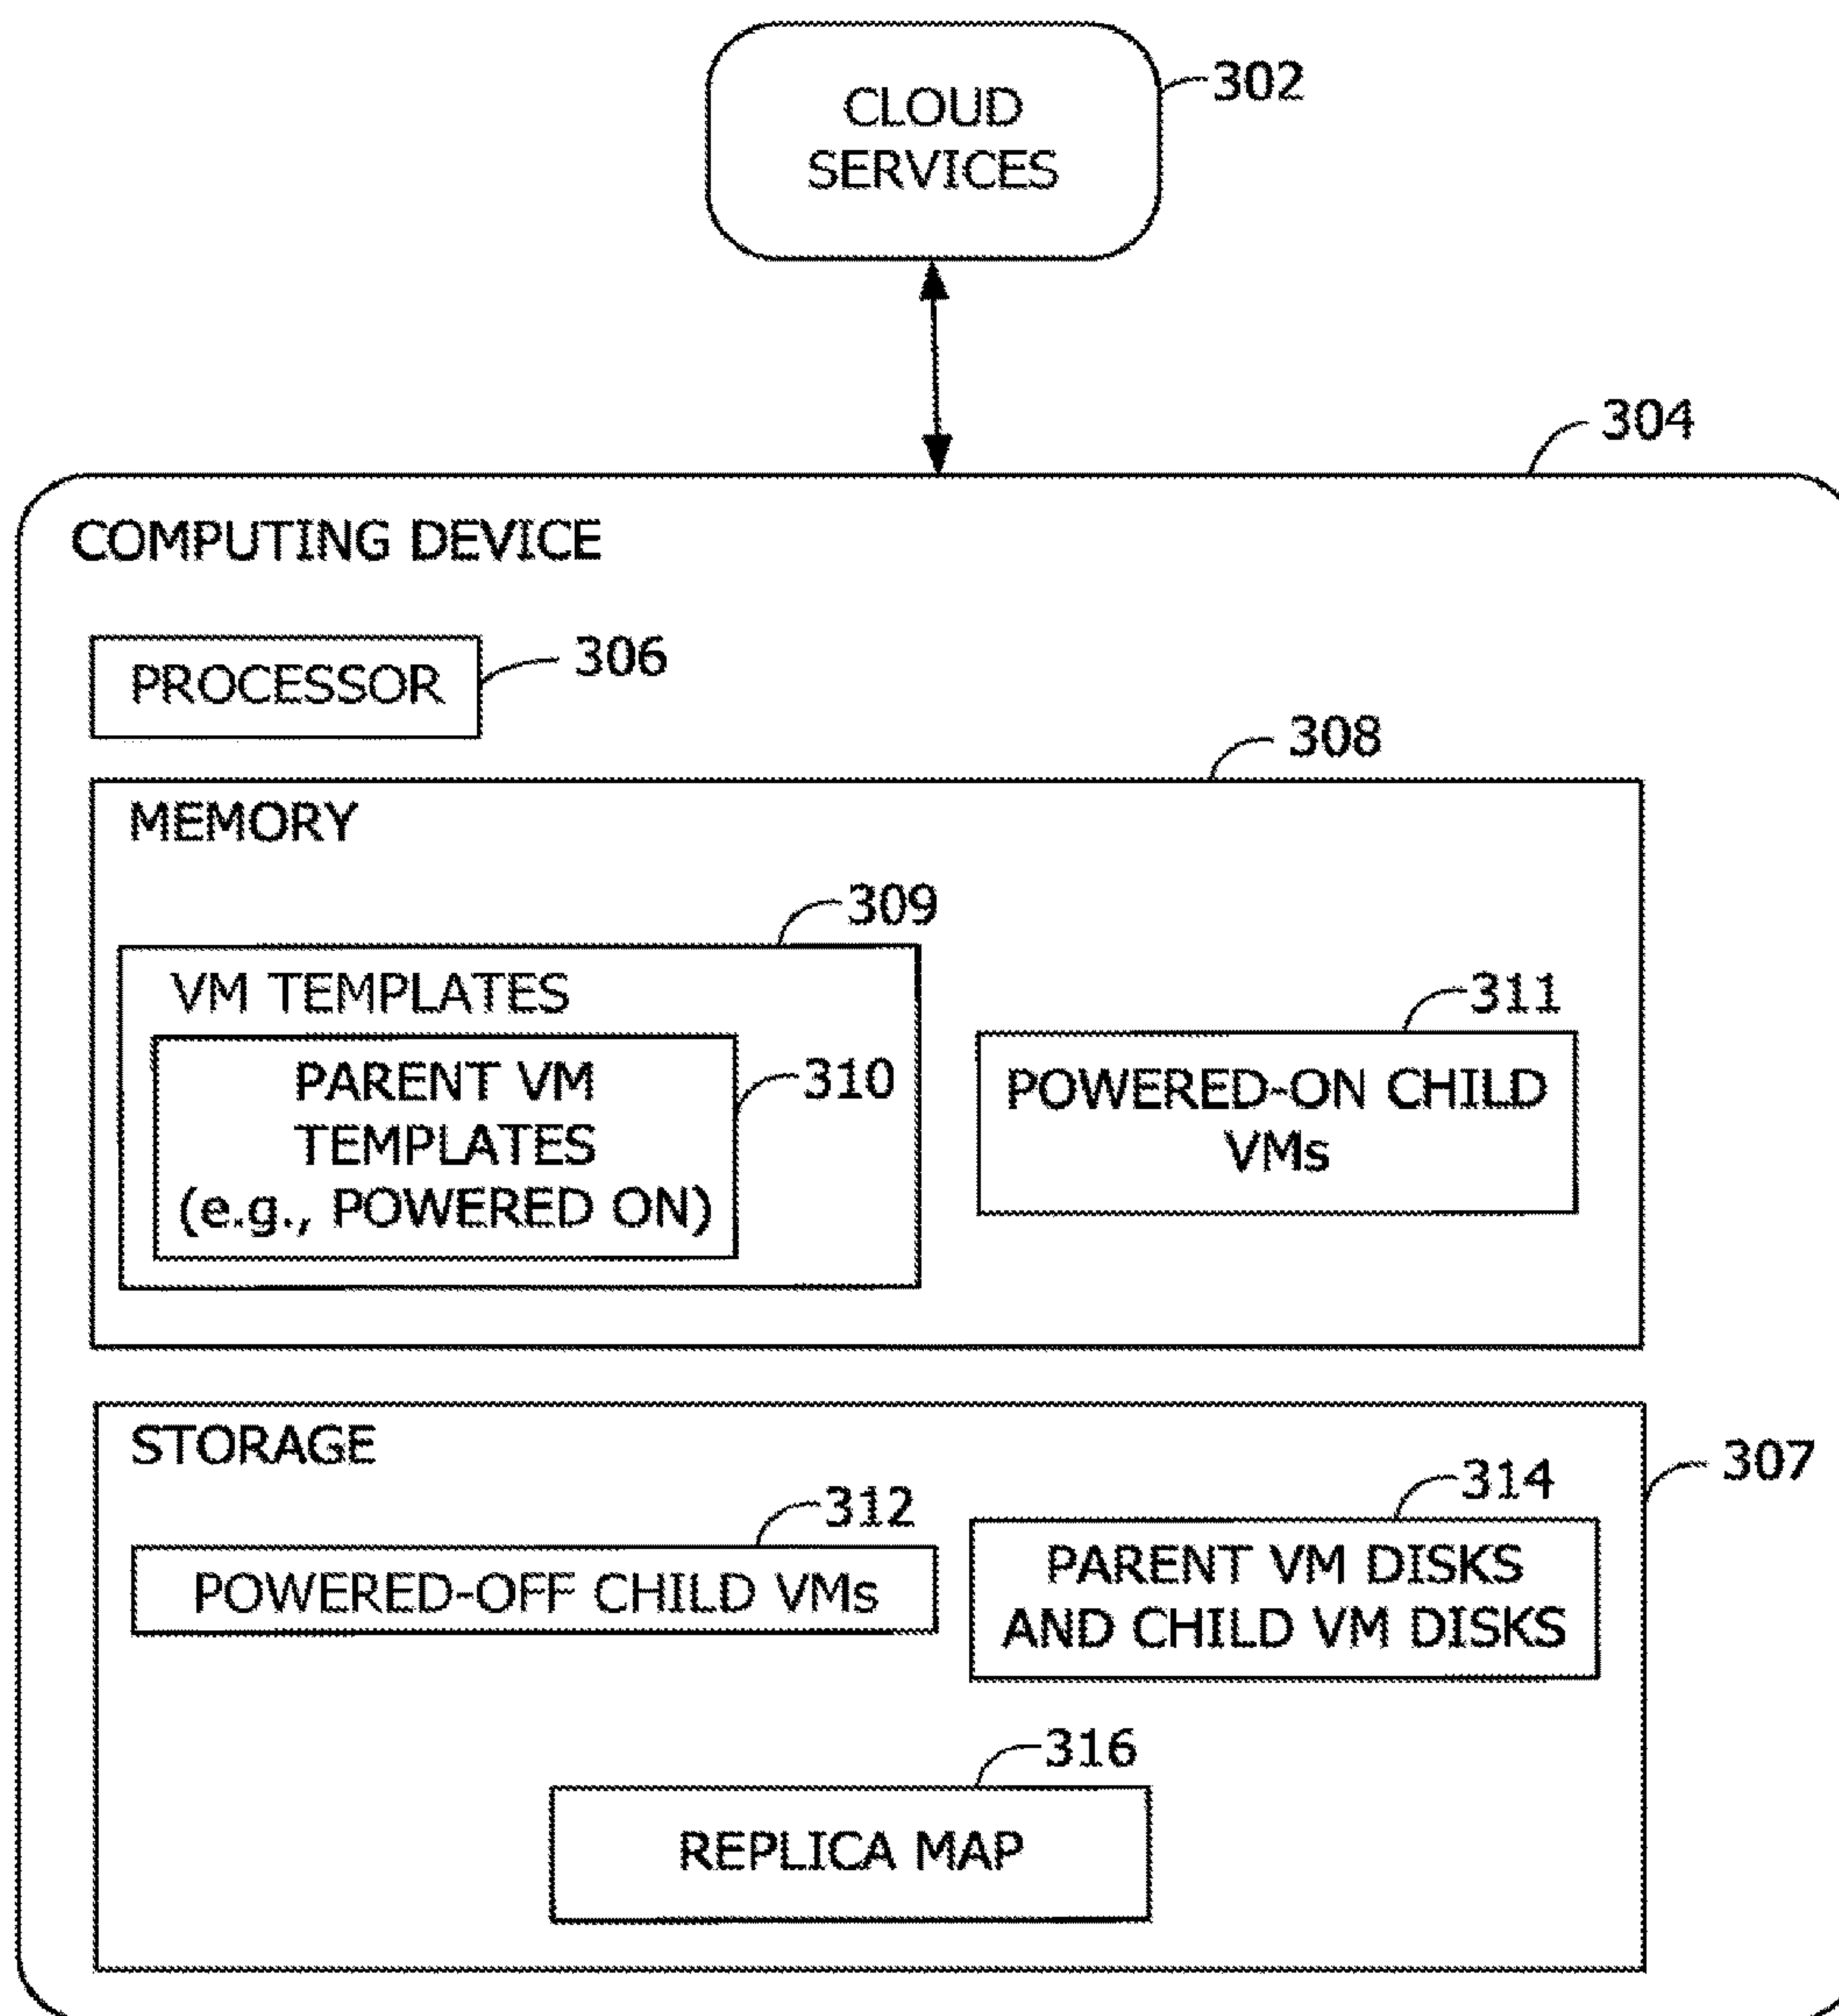 CLOUD
SERVICES
302
304
COMPUTING DEVICE
PROCESSOR
306
308
MEMORY
309
VM TEMPLATES
311
PARENT VM
TEMPLATES
(e.g., POWERED ON)
310
POWERED-ON CHILD
VMs
STORAGE
307
312
314
POWERED-OFF CHILD VMs
PARENT VM DISKS
AND CHILD VM DISKS
316
REPLICA MAP